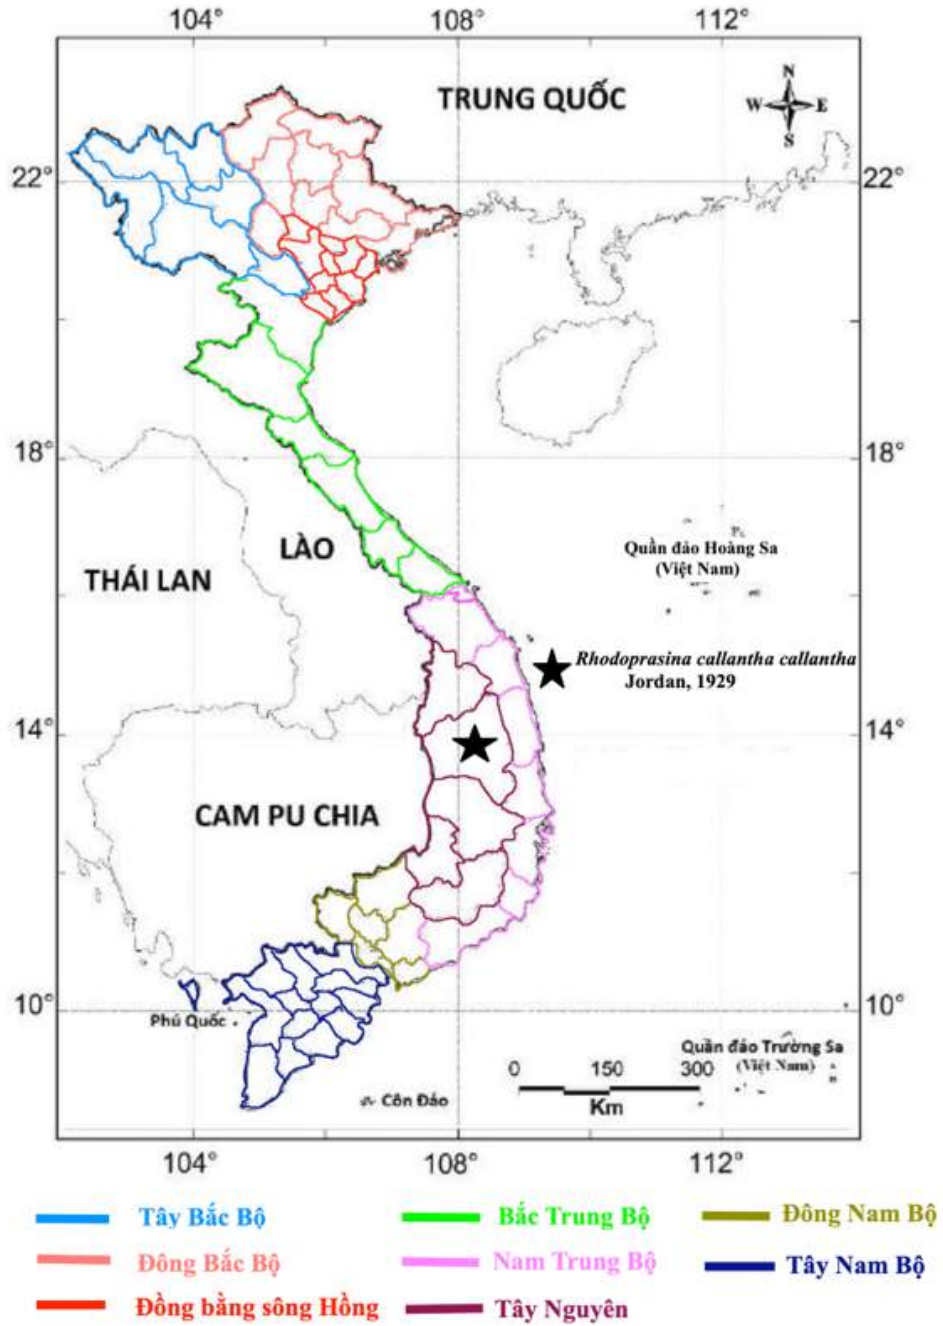 104° 108° 112°
TRUNG QUỐC
N
W E
S
22° 22°
18° 18°
LÀO
THÁI LAN
Quần đảo Hoàng Sa
(Việt Nam)
Rhodoprasina callantha callantha
Jordan, 1929
14° 14°
CAM PU CHIA
10° 10°
Phú Quốc
Quần đảo Trường Sa
(Việt Nam)
0 150 300
Km
Côn Đảo
104° 108° 112°
Tây Bắc Bộ Bắc Trung Bộ Đông Nam Bộ
Đông Bắc Bộ Nam Trung Bộ Tây Nam Bộ
Đồng bằng sông Hồng Tây Nguyên